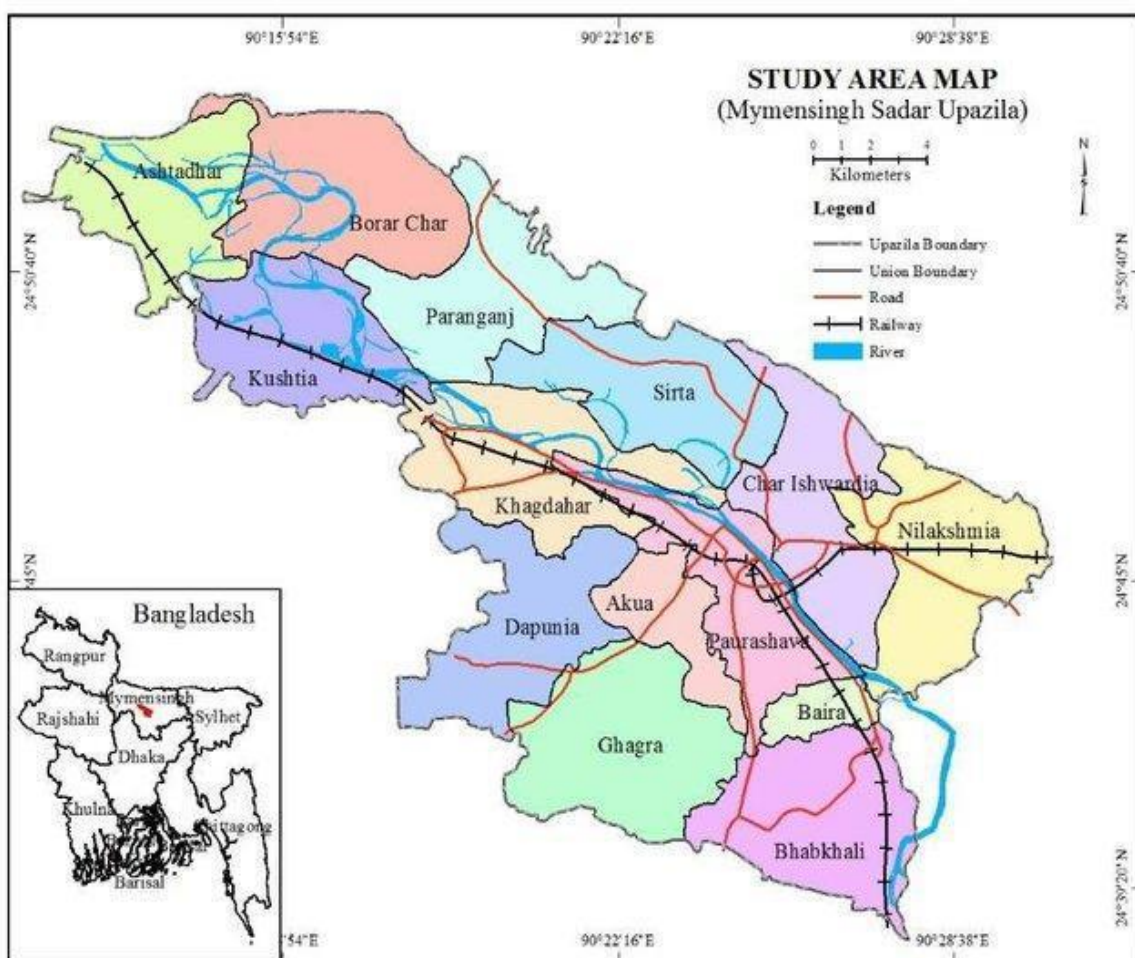 90°15'54"E
90°22'16"E
90°28'38"E
STUDY AREA MAP
(Mymensingh Sadar Upazila)
0 1 2 4
Kilometers
N
Legend
Upazila Boundary
Union Boundary
Road
Railway
River
24°50'40"N
24°50'40"N
Ashtadhar
Borar Char
Paranganj
Kushtia
Sirta
Char Ishwardia
Khagdahar
Nilakshmia
'45"N
24°45'N
Akua
Dapunia
Paurashava
Baira
Ghagra
Bhabkhali
Bangladesh
Rangpur
Mymensingh
Rajshahi
Sylhet
Dhaka
Khulna
Barisal
24°39'20"N
'54"E
90°22'16"E
90°28'38"E